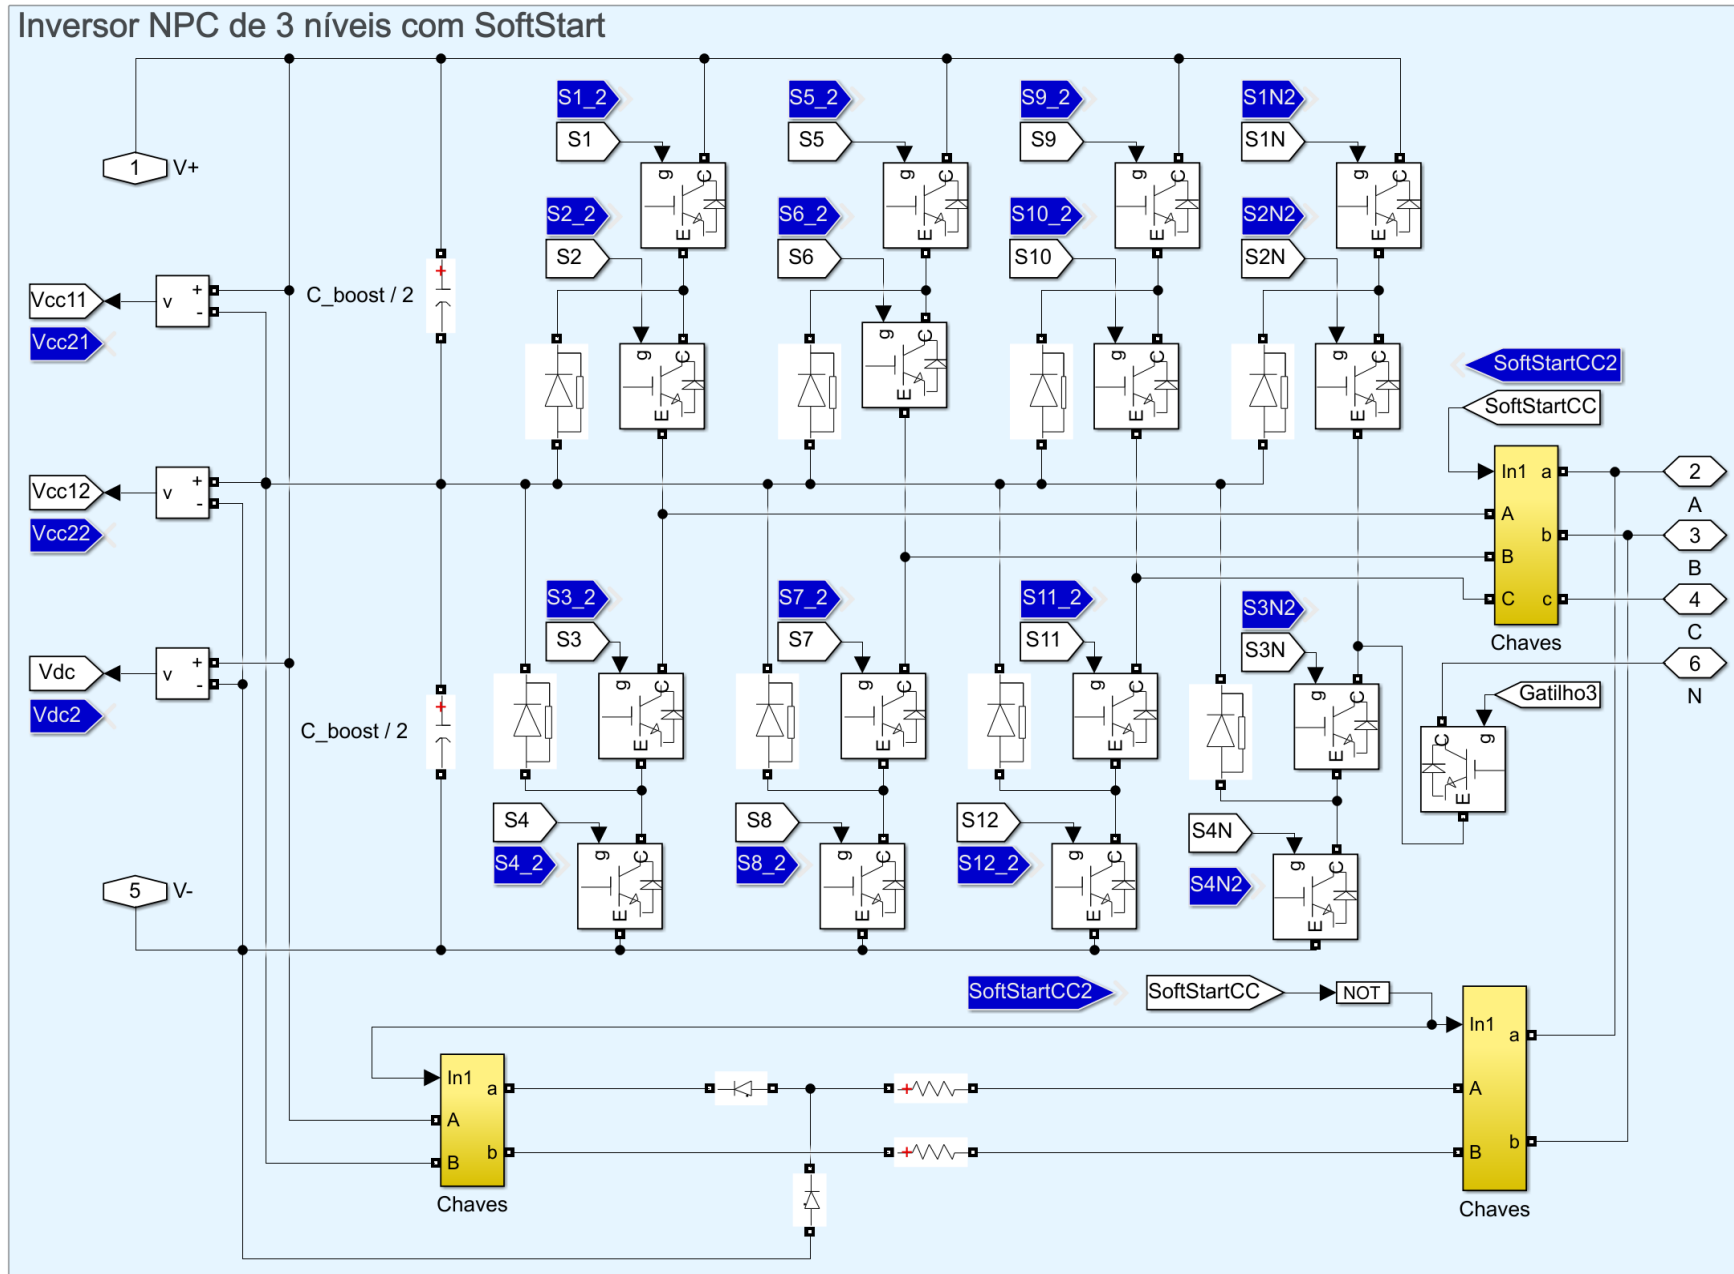 Inversor NPC de 3 níveis com SoftStart
S1_2
S5_2
S9_2
S1N2
S1
S5
S9
S1N
1
V+
g
C
E
g
C
E
g
C
E
g
C
E
S2_2
S6_2
S10_2
S2N2
S2
S6
S10
S2N
Vcc11
v
+
-
C_boost / 2
+
Vcc21
g
C
E
g
C
E
g
C
E
g
C
E
SoftStartCC2
SoftStartCC
Vcc12
v
+
-
Vcc22
In1
a
A
b
B
C
c
Chaves
2
A
3
B
4
C
6
N
S3_2
S7_2
S11_2
S3N2
S3
S7
S11
S3N
Vdc
v
+
-
Vdc2
C_boost / 2
+
g
C
E
g
C
E
g
C
E
g
C
E
Gatilho3
C
g
E
S4
S8
S12
S4N
S4_2
S8_2
S12_2
S4N2
g
C
E
g
C
E
g
C
E
g
C
E
5
V-
SoftStartCC2
SoftStartCC
NOT
In1
a
A
b
B
Chaves
+
+
In1
a
A
b
B
Chaves